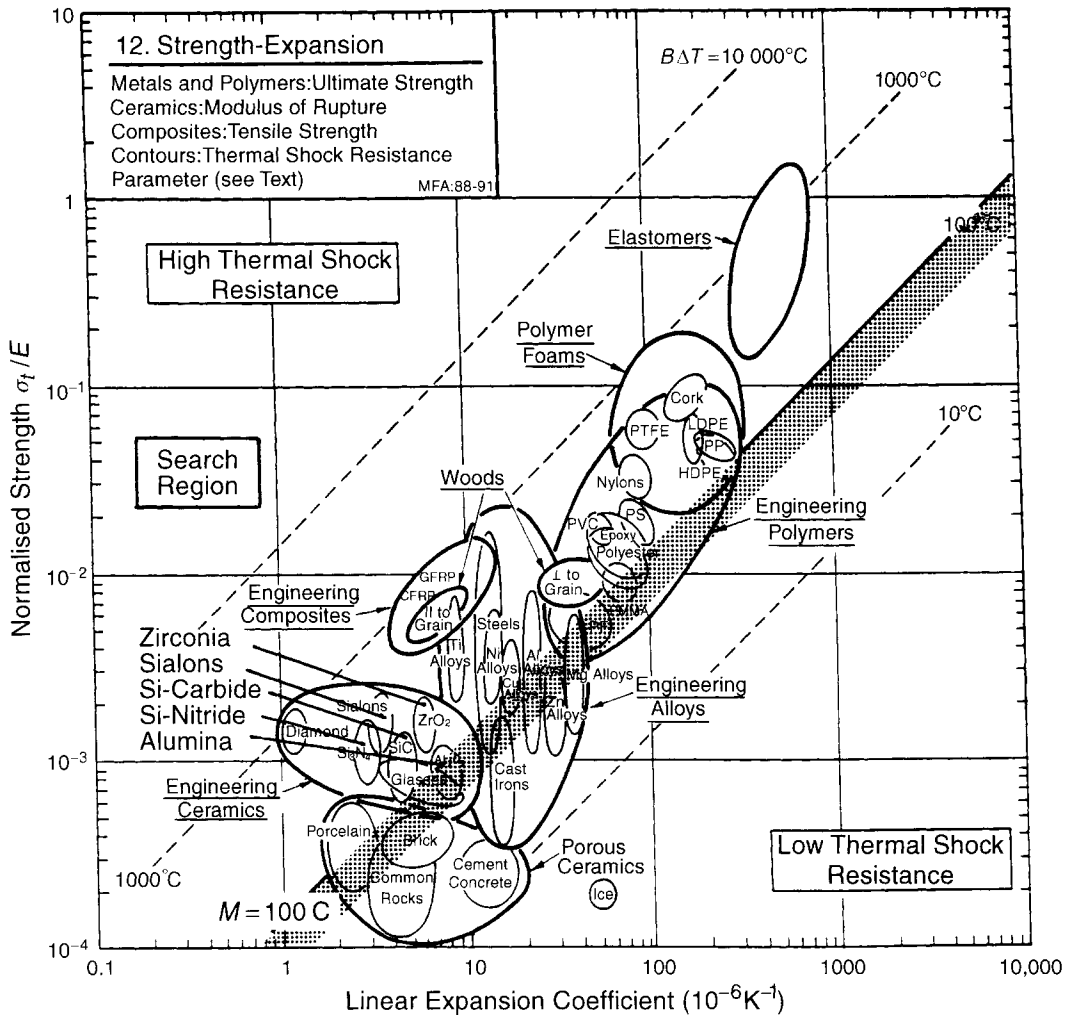 12. Strength-Expansion
Metals and Polymers:Ultimate Strength
Ceramics:Modulus of Rupture
Composites:Tensile Strength
Contours:Thermal Shock Resistance
Parameter (see Text)
MFA:88-91
BΔT=10 000°C
1000°C
100°C
10°C
High Thermal Shock
Resistance
Elastomers
Polymer
Foams
Cork
PTFE
LDPE
PP
HDPE
Nylons
Search
Region
Woods
PS
PVC
Epoxy
Polyester
Engineering
Polymers
GFRP
CFRP
II to
Grain
⊥ to
Grain
PMMA
Engineering
Composites
Steels
Ti
Alloys
Ni
Alloys
Al
Alloys
Cu
Mg Alloys
Zn
Alloys
Engineering
Alloys
Zirconia
Sialons
Si-Carbide
Si-Nitride
Alumina
Sialons
ZrO₂
Diamond
SiC
Glasses
Cast
Irons
Engineering
Ceramics
Porcelain
Brick
Common
Rocks
Cement
Concrete
Porous
Ceramics
Ice
Low Thermal Shock
Resistance
1000°C
M = 100 C
Normalised Strength σt/E
10
1
10⁻¹
10⁻²
10⁻³
10⁻⁴
0.1
1
10
100
1000
10,000
Linear Expansion Coefficient (10⁻⁶K⁻¹)